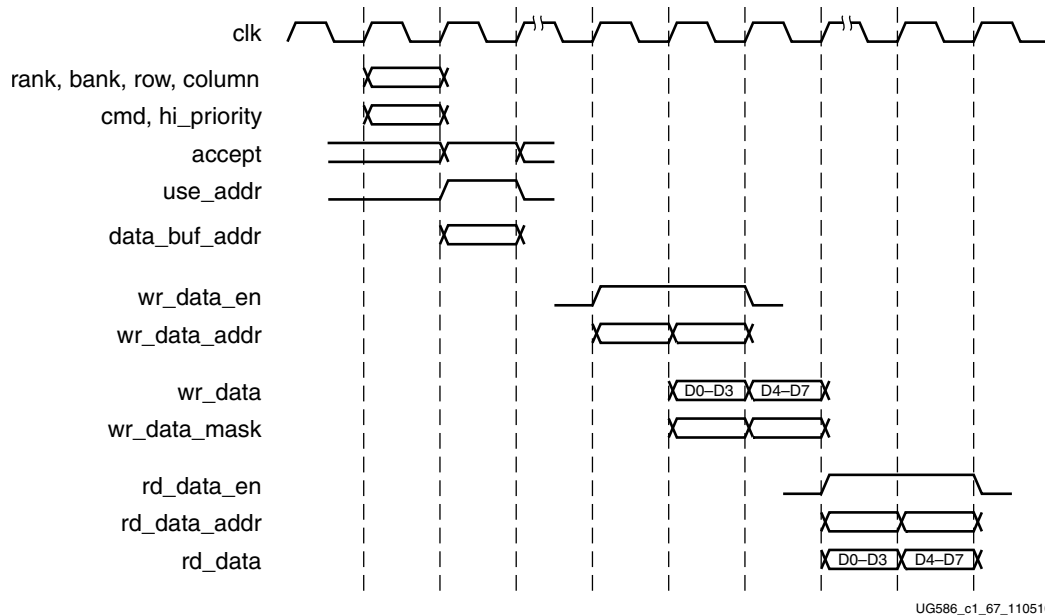 clk
rank, bank, row, column
cmd, hi_priority
accept
use_addr
data_buf_addr
wr_data_en
wr_data_addr
wr_data D0–D3 D4–D7
wr_data_mask
rd_data_en
rd_data_addr
rd_data D0–D3 D4–D7
UG586_c1_67_11051